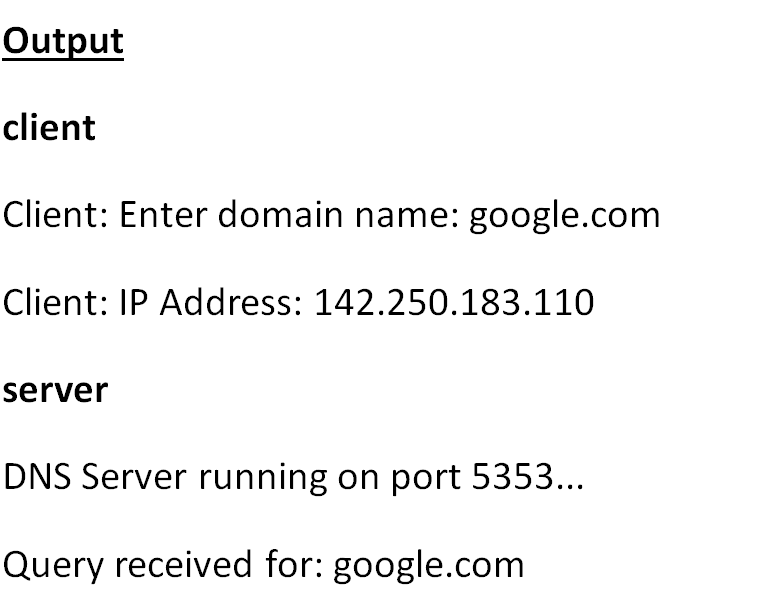 Output
client
Client: Enter domain name: google.com
Client: IP Address: 142.250.183.110
server
DNS Server running on port 5353...
Query received for: google.com